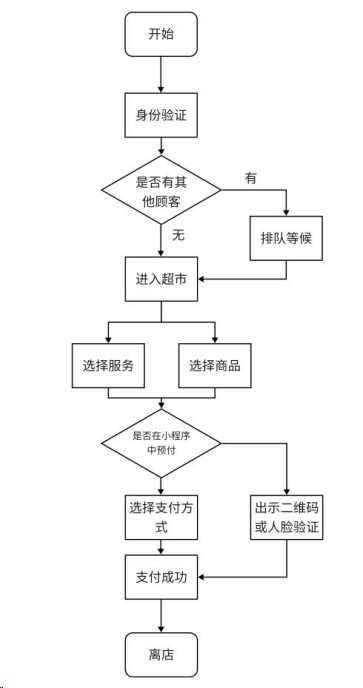 开始
身份验证
是否有其
他顾客
有
排队等候
无
进入超市
选择服务
选择商品
是否在小程序
中预付
选择支付方
式
出示二维码
或人脸验证
支付成功
离店